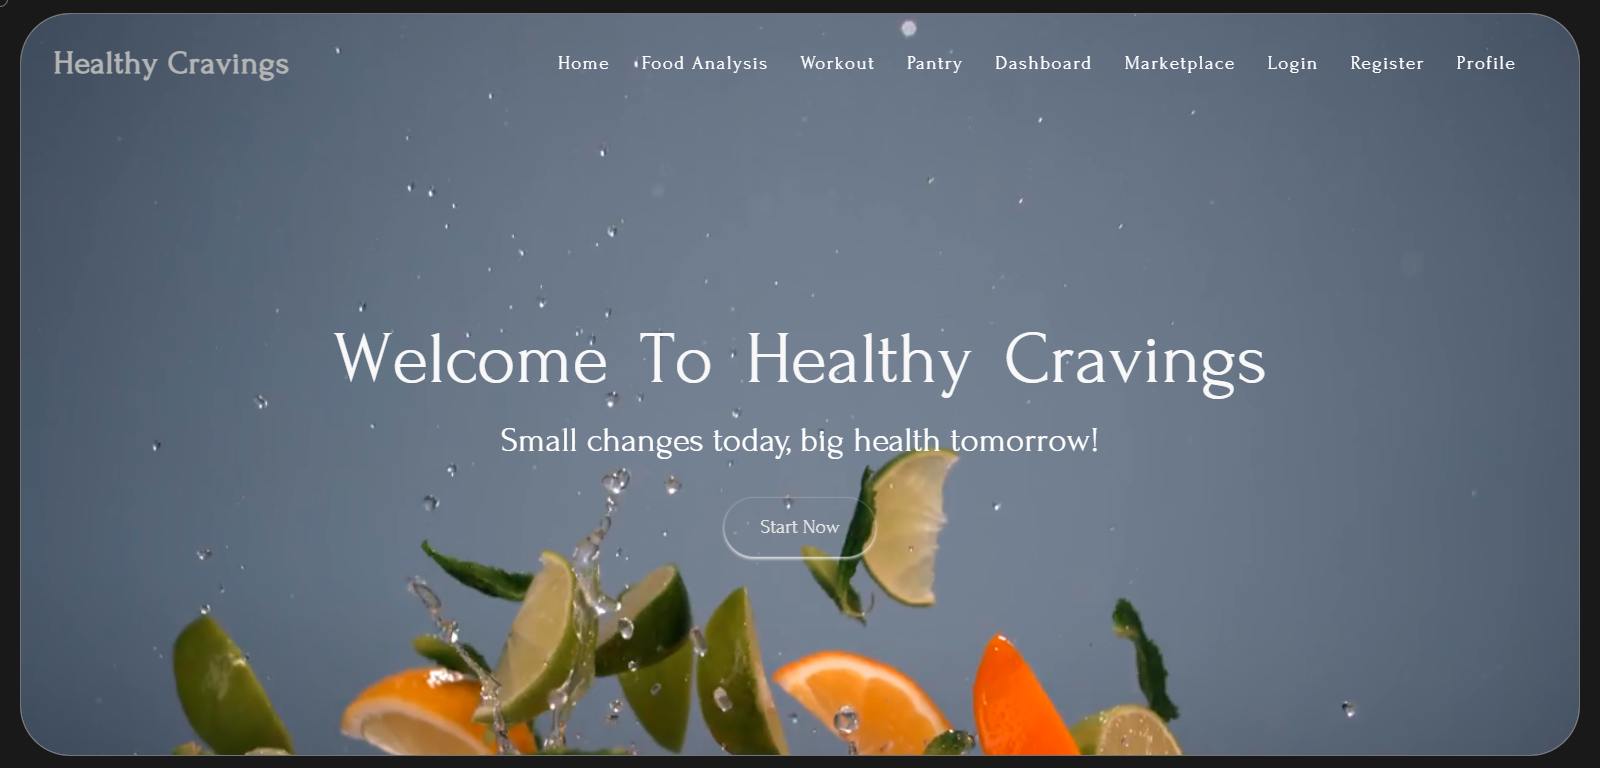 Healthy Cravings
Home Food Analysis Workout Pantry Dashboard Marketplace Login Register Profile
Welcome To Healthy Cravings
Small changes today, big health tomorrow!
Start Now